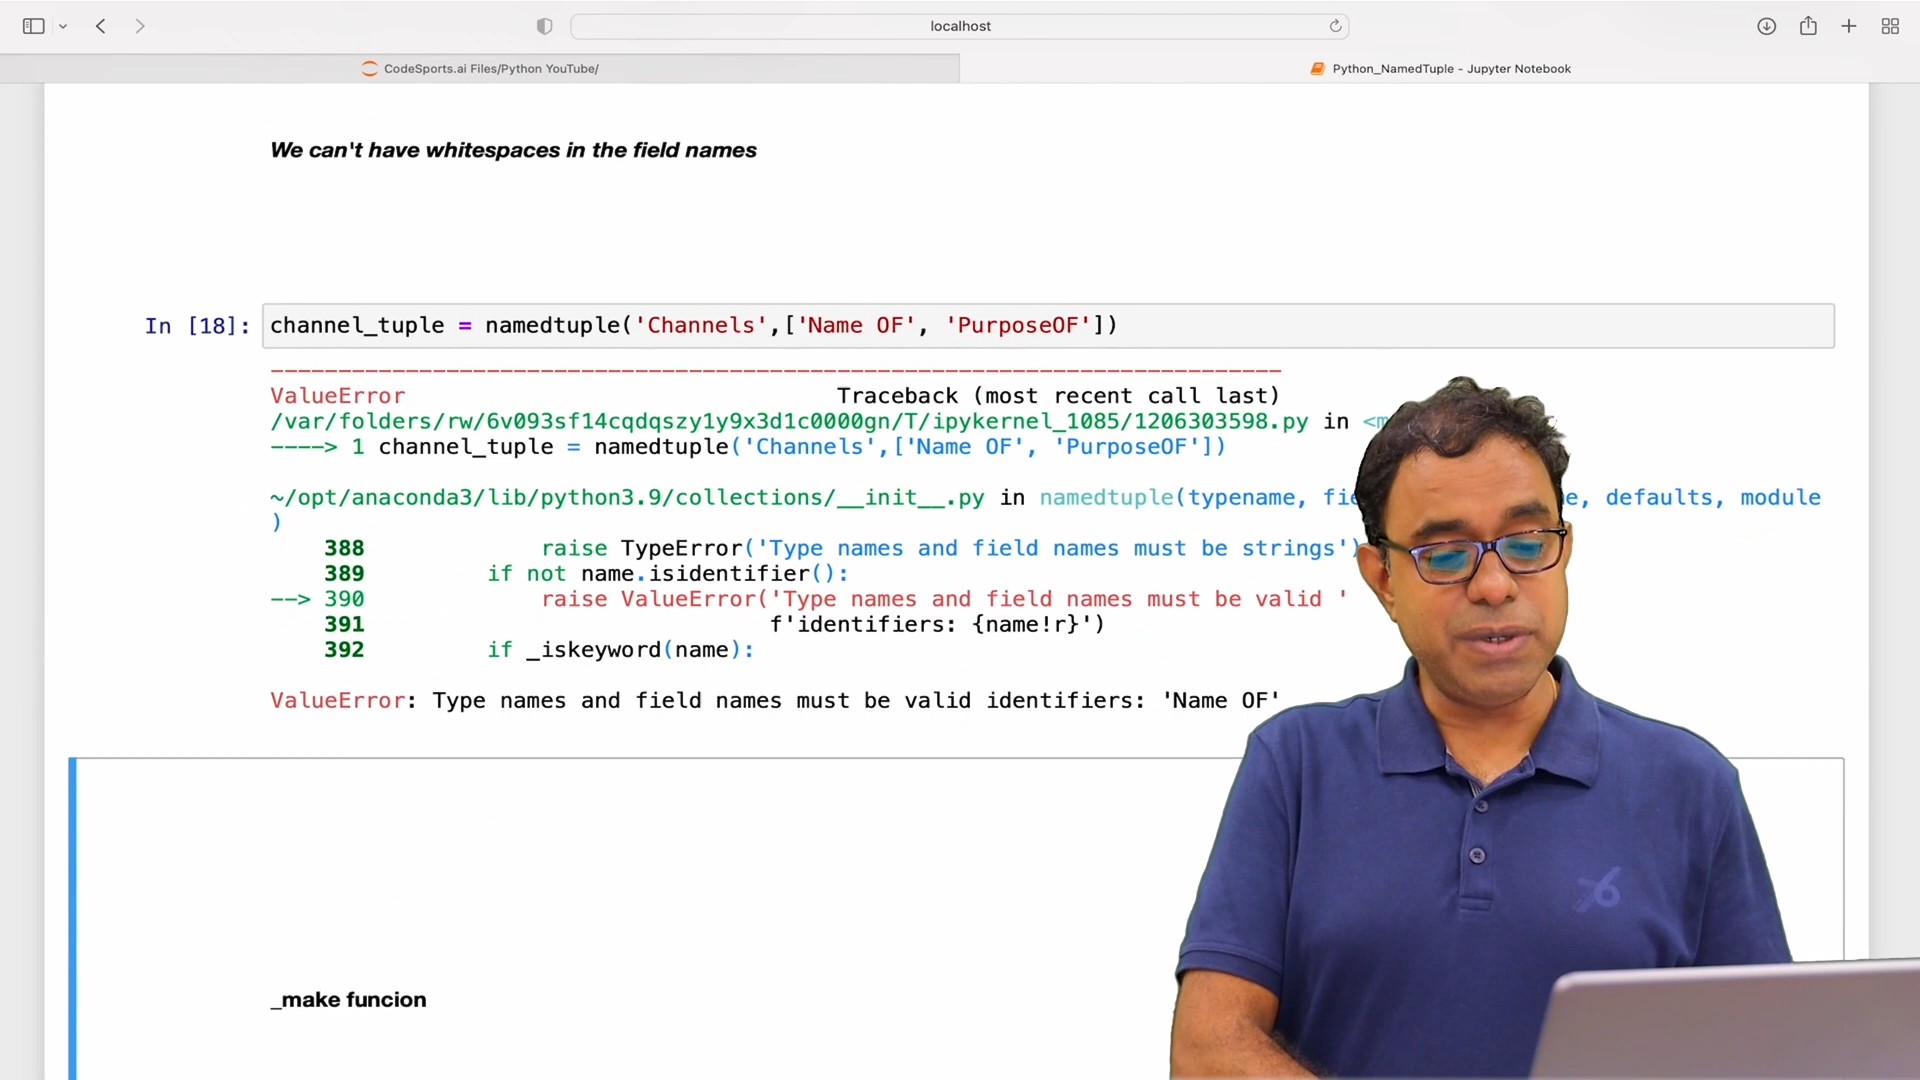 localhost
CodeSports.ai Files/Python YouTube/
Python_NamedTuple - Jupyter Notebook
We can't have whitespaces in the field names
In [18]: channel_tuple = namedtuple('Channels',['Name OF', 'PurposeOF'])
---------------------------------------------------------------------------
ValueError Traceback (most recent call last)
/var/folders/rw/6v093sf14cqdqszy1y9x3d1c0000gn/T/ipykernel_1085/1206303598.py in <m
----> 1 channel_tuple = namedtuple('Channels',['Name OF', 'PurposeOF'])
~/opt/anaconda3/lib/python3.9/collections/__init__.py in namedtuple(typename, fie e, defaults, module
)
388 raise TypeError('Type names and field names must be strings')
389 if not name.isidentifier():
--> 390 raise ValueError('Type names and field names must be valid '
391 f'identifiers: {name!r}')
392 if _iskeyword(name):
ValueError: Type names and field names must be valid identifiers: 'Name OF'
_make funcion